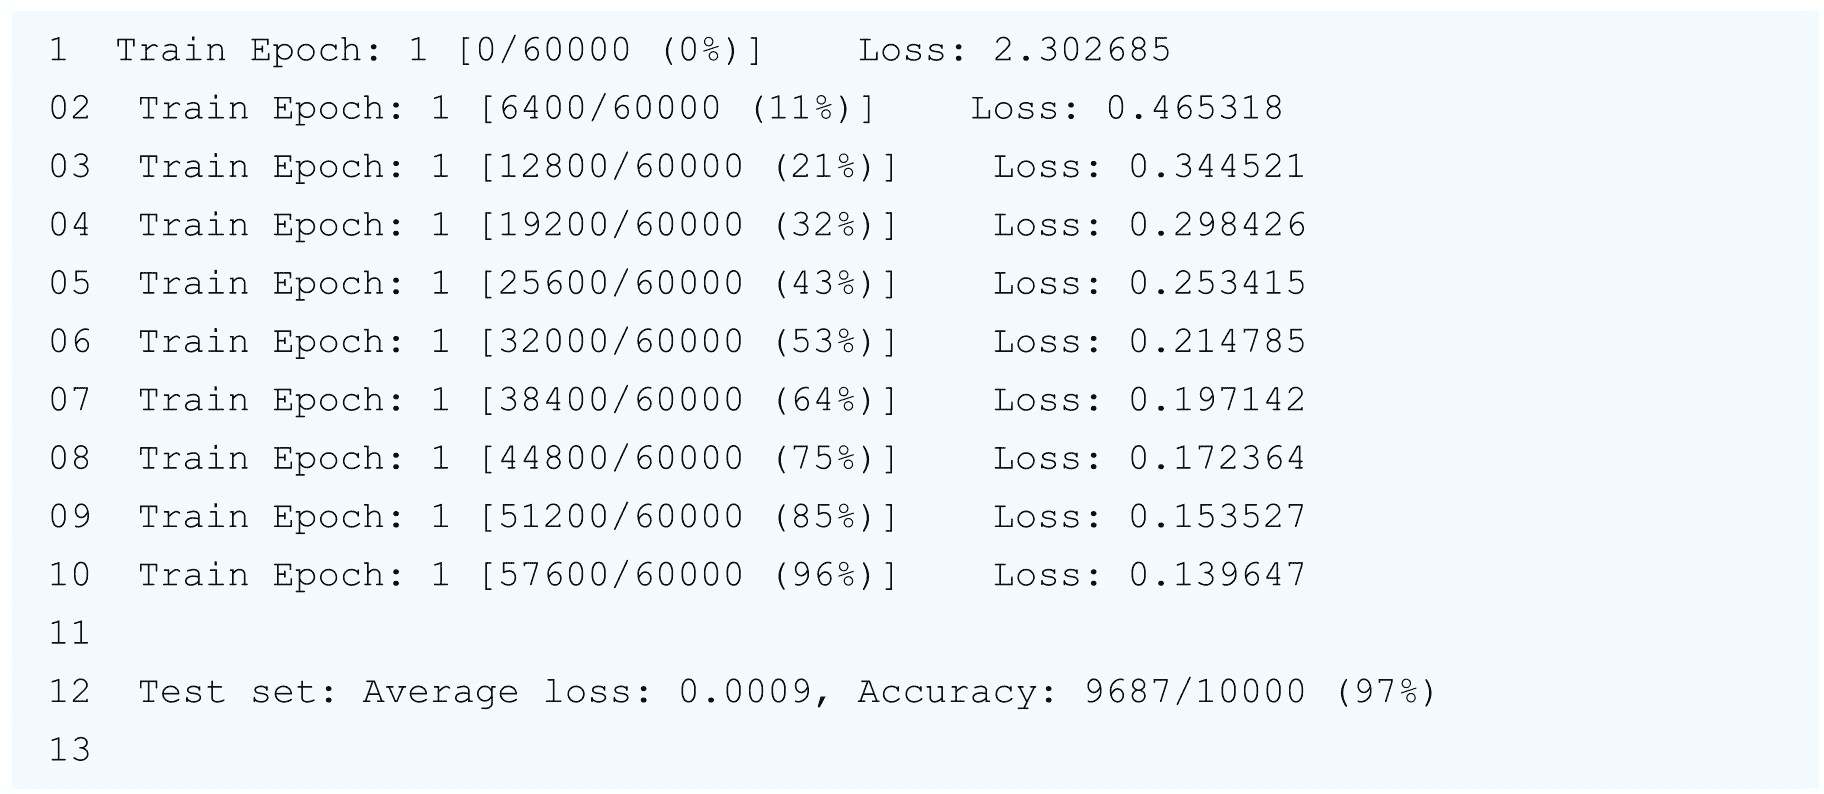 1  Train Epoch: 1 [0/60000 (0%)]    Loss: 2.302685
02  Train Epoch: 1 [6400/60000 (11%)]    Loss: 0.465318
03  Train Epoch: 1 [12800/60000 (21%)]    Loss: 0.344521
04  Train Epoch: 1 [19200/60000 (32%)]    Loss: 0.298426
05  Train Epoch: 1 [25600/60000 (43%)]    Loss: 0.253415
06  Train Epoch: 1 [32000/60000 (53%)]    Loss: 0.214785
07  Train Epoch: 1 [38400/60000 (64%)]    Loss: 0.197142
08  Train Epoch: 1 [44800/60000 (75%)]    Loss: 0.172364
09  Train Epoch: 1 [51200/60000 (85%)]    Loss: 0.153527
10  Train Epoch: 1 [57600/60000 (96%)]    Loss: 0.139647
11
12  Test set: Average loss: 0.0009, Accuracy: 9687/10000 (97%)
13